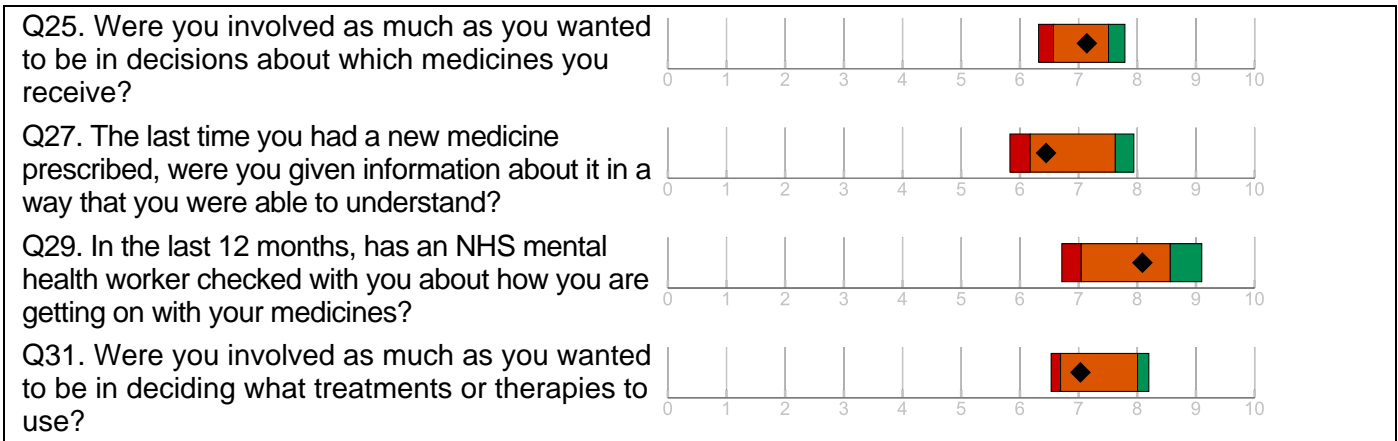 Q25. Were you involved as much as you wanted
to be in decisions about which medicines you
receive?
0 1 2 3 4 5 6 7 8 9 10
Q27. The last time you had a new medicine
prescribed, were you given information about it in a
way that you were able to understand?
0 1 2 3 4 5 6 7 8 9 10
Q29. In the last 12 months, has an NHS mental
health worker checked with you about how you are
getting on with your medicines?
0 1 2 3 4 5 6 7 8 9 10
Q31. Were you involved as much as you wanted
to be in deciding what treatments or therapies to
use?
0 1 2 3 4 5 6 7 8 9 10